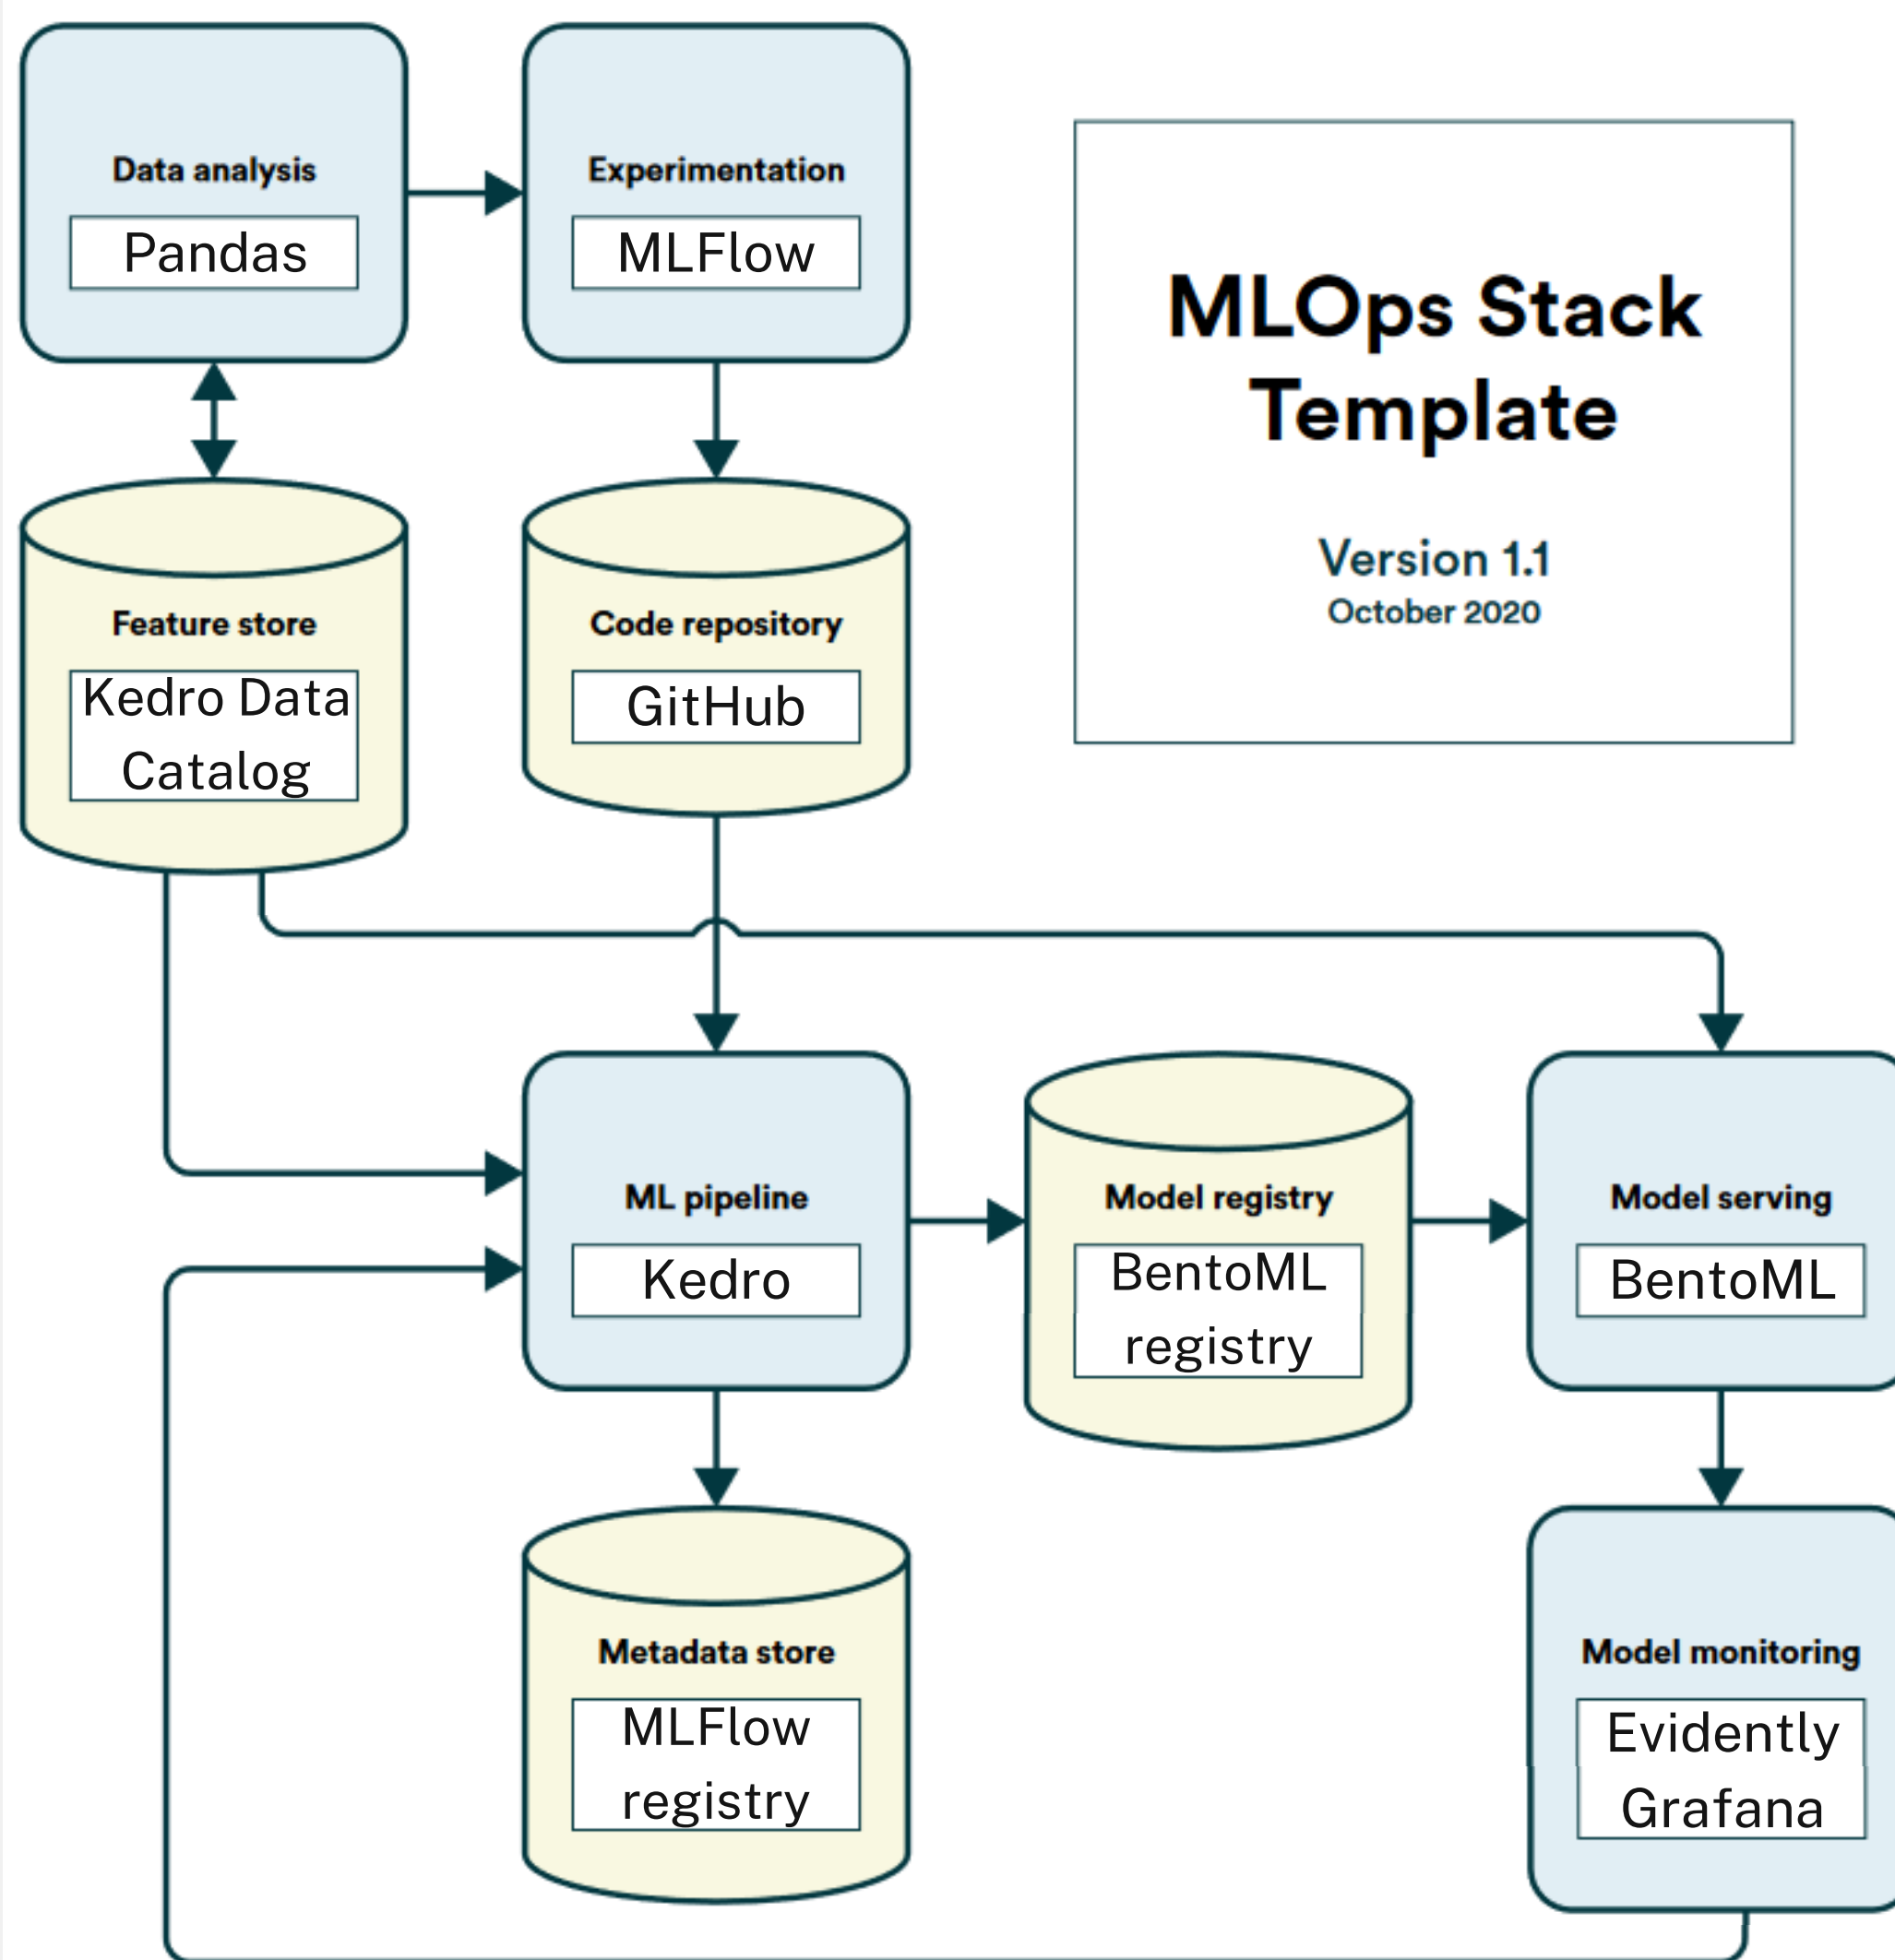 Data analysis
Pandas
Experimentation
MLFlow
MLOps Stack
Template
Version 1.1
October 2020
Feature store
Kedro Data
Catalog
Code repository
GitHub
ML pipeline
Kedro
Model registry
BentoML
registry
Model serving
BentoML
Metadata store
MLFlow
registry
Model monitoring
Evidently
Grafana